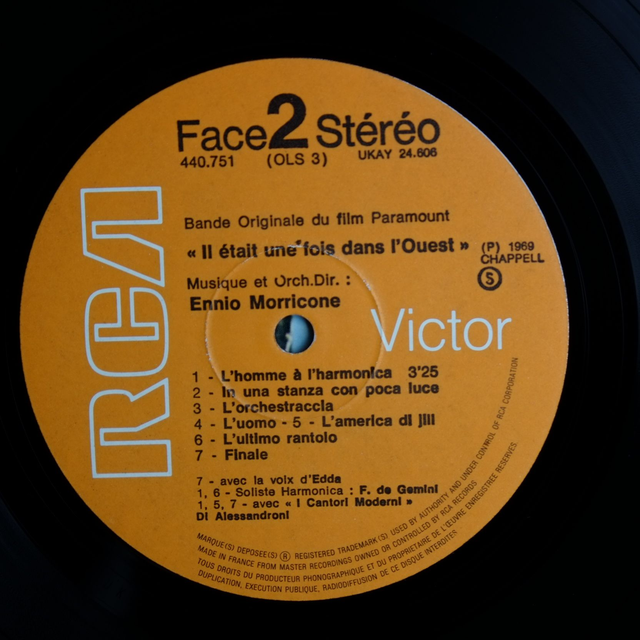 Face 2 Stéréo
440.751 (OLS 3) UKAY 24.606
RCA
Bande Originale du film Paramount
« Il était une fois dans l'Ouest » (P) 1969
CHAPPELL
S
Musique et Orch.Dir. :
Ennio Morricone
Victor
1 - L'homme à l'harmonica 3'25
2 - In una stanza con poca luce
3 - L'orchestraccia
4 - L'uomo - 5 - L'america di jill
6 - L'ultimo rantolo
7 - Finale
7 - avec la voix d'Edda
1, 6 - Soliste Harmonica : F. de Gemini
1, 5, 7 - avec « I Cantori Moderni »
Di Alessandroni
MARQUE(S) DEPOSEE(S) ® REGISTERED TRADEMARK(S) USED BY AUTHORITY AND UNDER CONTROL OF RCA CORPORATION
MADE IN FRANCE FROM MASTER RECORDINGS OWNED OR CONTROLLED BY RCA RECORDS
TOUS DROITS DU PRODUCTEUR PHONOGRAPHIQUE ET DU PROPRIETAIRE DE L'ŒUVRE ENREGISTREE RESERVES.
DUPLICATION, EXECUTION PUBLIQUE, RADIODIFFUSION DE CE DISQUE INTERDITES